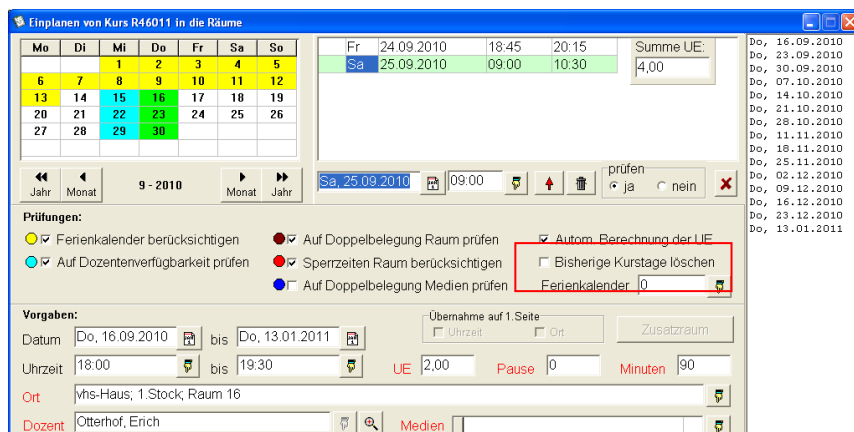 Einplanen von Kurs R46011 in die Räume
Mo Di Mi Do Fr Sa So
1 2 3 4 5
6 7 8 9 10 11 12
13 14 15 16 17 18 19
20 21 22 23 24 25 26
27 28 29 30
Jahr Monat 9 - 2010 Monat Jahr
Fr 24.09.2010 18:45 20:15
Sa 25.09.2010 09:00 10:30
Summe UE:
4,00
Sa, 25.09.2010 09:00
prüfen
ja nein
Do, 16.09.2010
Do, 23.09.2010
Do, 30.09.2010
Do, 07.10.2010
Do, 14.10.2010
Do, 21.10.2010
Do, 28.10.2010
Do, 11.11.2010
Do, 18.11.2010
Do, 25.11.2010
Do, 02.12.2010
Do, 09.12.2010
Do, 16.12.2010
Do, 23.12.2010
Do, 13.01.2011
Prüfungen:
Ferienkalender berücksichtigen
Auf Dozentenverfügbarkeit prüfen
Auf Doppelbelegung Raum prüfen
Sperrzeiten Raum berücksichtigen
Auf Doppelbelegung Medien prüfen
Autom. Berechnung der UE
Bisherige Kurstage löschen
Ferienkalender 0
Vorgaben:
Datum Do, 16.09.2010 bis Do, 13.01.2011
Übernahme auf 1.Seite
Uhrzeit Ort
Zusatzraum
Uhrzeit 18:00 bis 19:30 UE 2,00 Pause 0 Minuten 90
Ort vhs-Haus; 1.Stock; Raum 16
Dozent Otterhof, Erich Medien